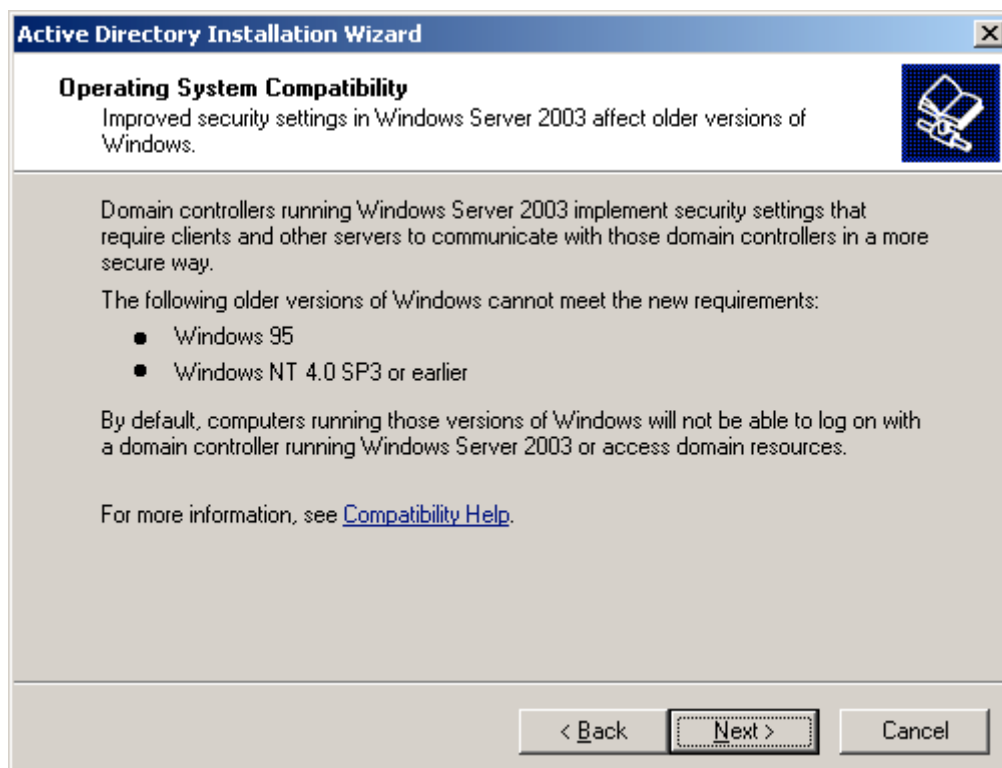 Active Directory Installation Wizard
Operating System Compatibility
Improved security settings in Windows Server 2003 affect older versions of
Windows.
Domain controllers running Windows Server 2003 implement security settings that
require clients and other servers to communicate with those domain controllers in a more
secure way.
The following older versions of Windows cannot meet the new requirements:
● Windows 95
● Windows NT 4.0 SP3 or earlier
By default, computers running those versions of Windows will not be able to log on with
a domain controller running Windows Server 2003 or access domain resources.
For more information, see Compatibility Help.
< Back
Next >
Cancel